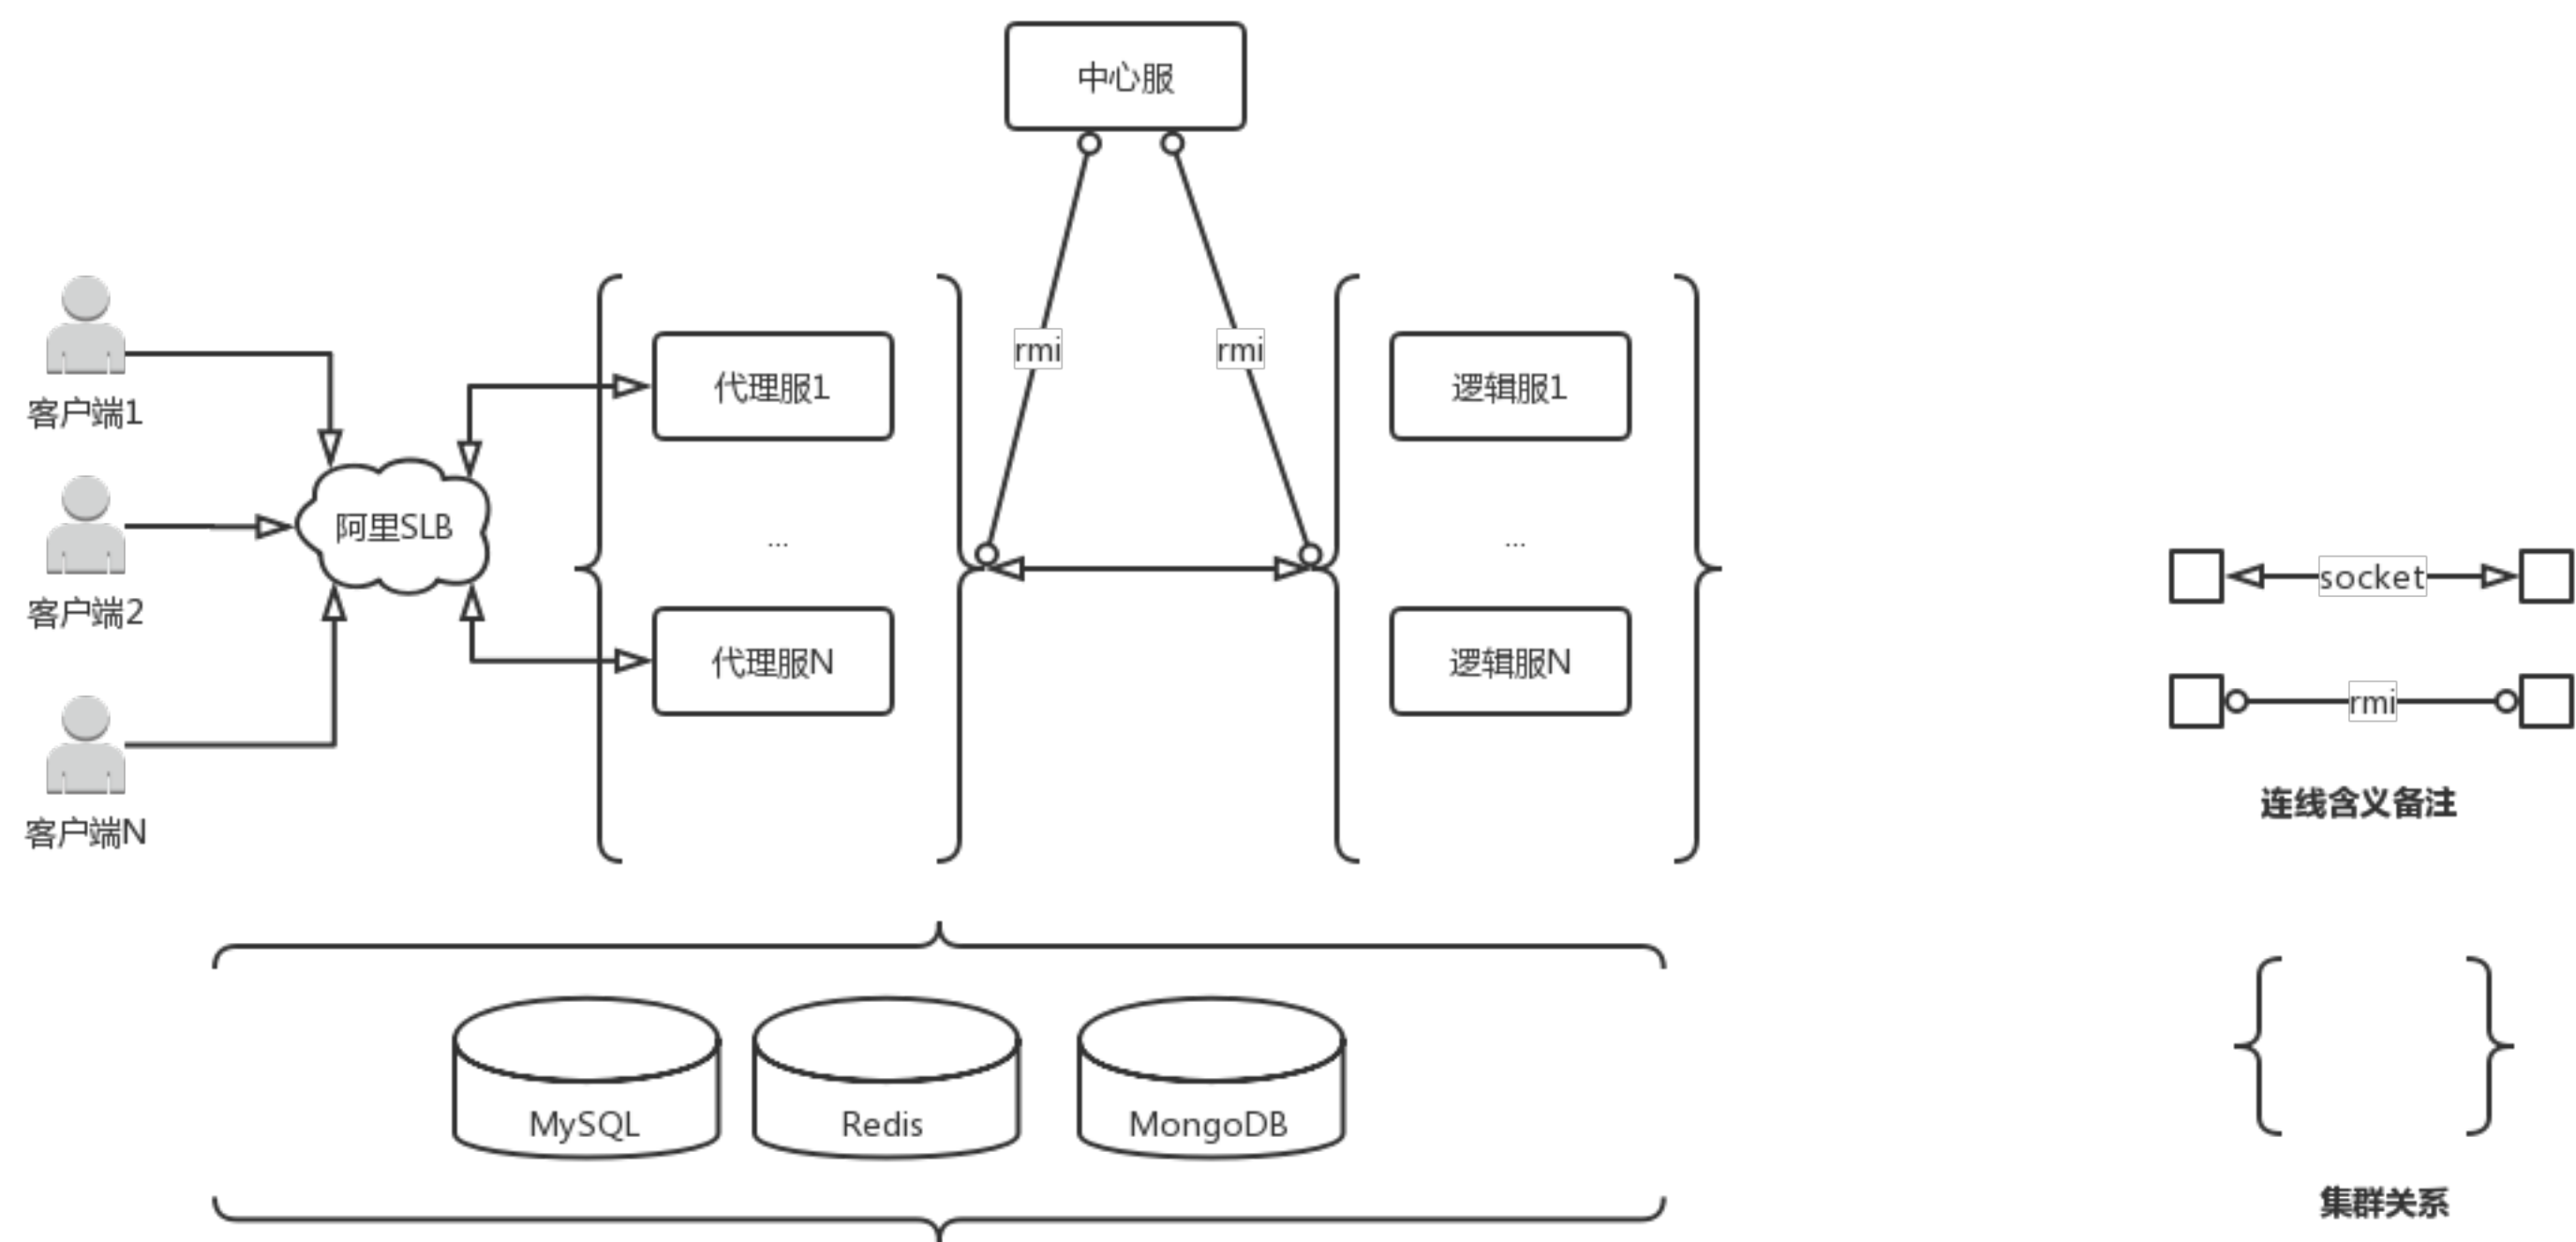 中心服
rmi
rmi
客户端1
代理服1
逻辑服1
阿里SLB
...
...
客户端2
代理服N
逻辑服N
客户端N
socket
rmi
连线含义备注
MySQL
Redis
MongoDB
集群关系